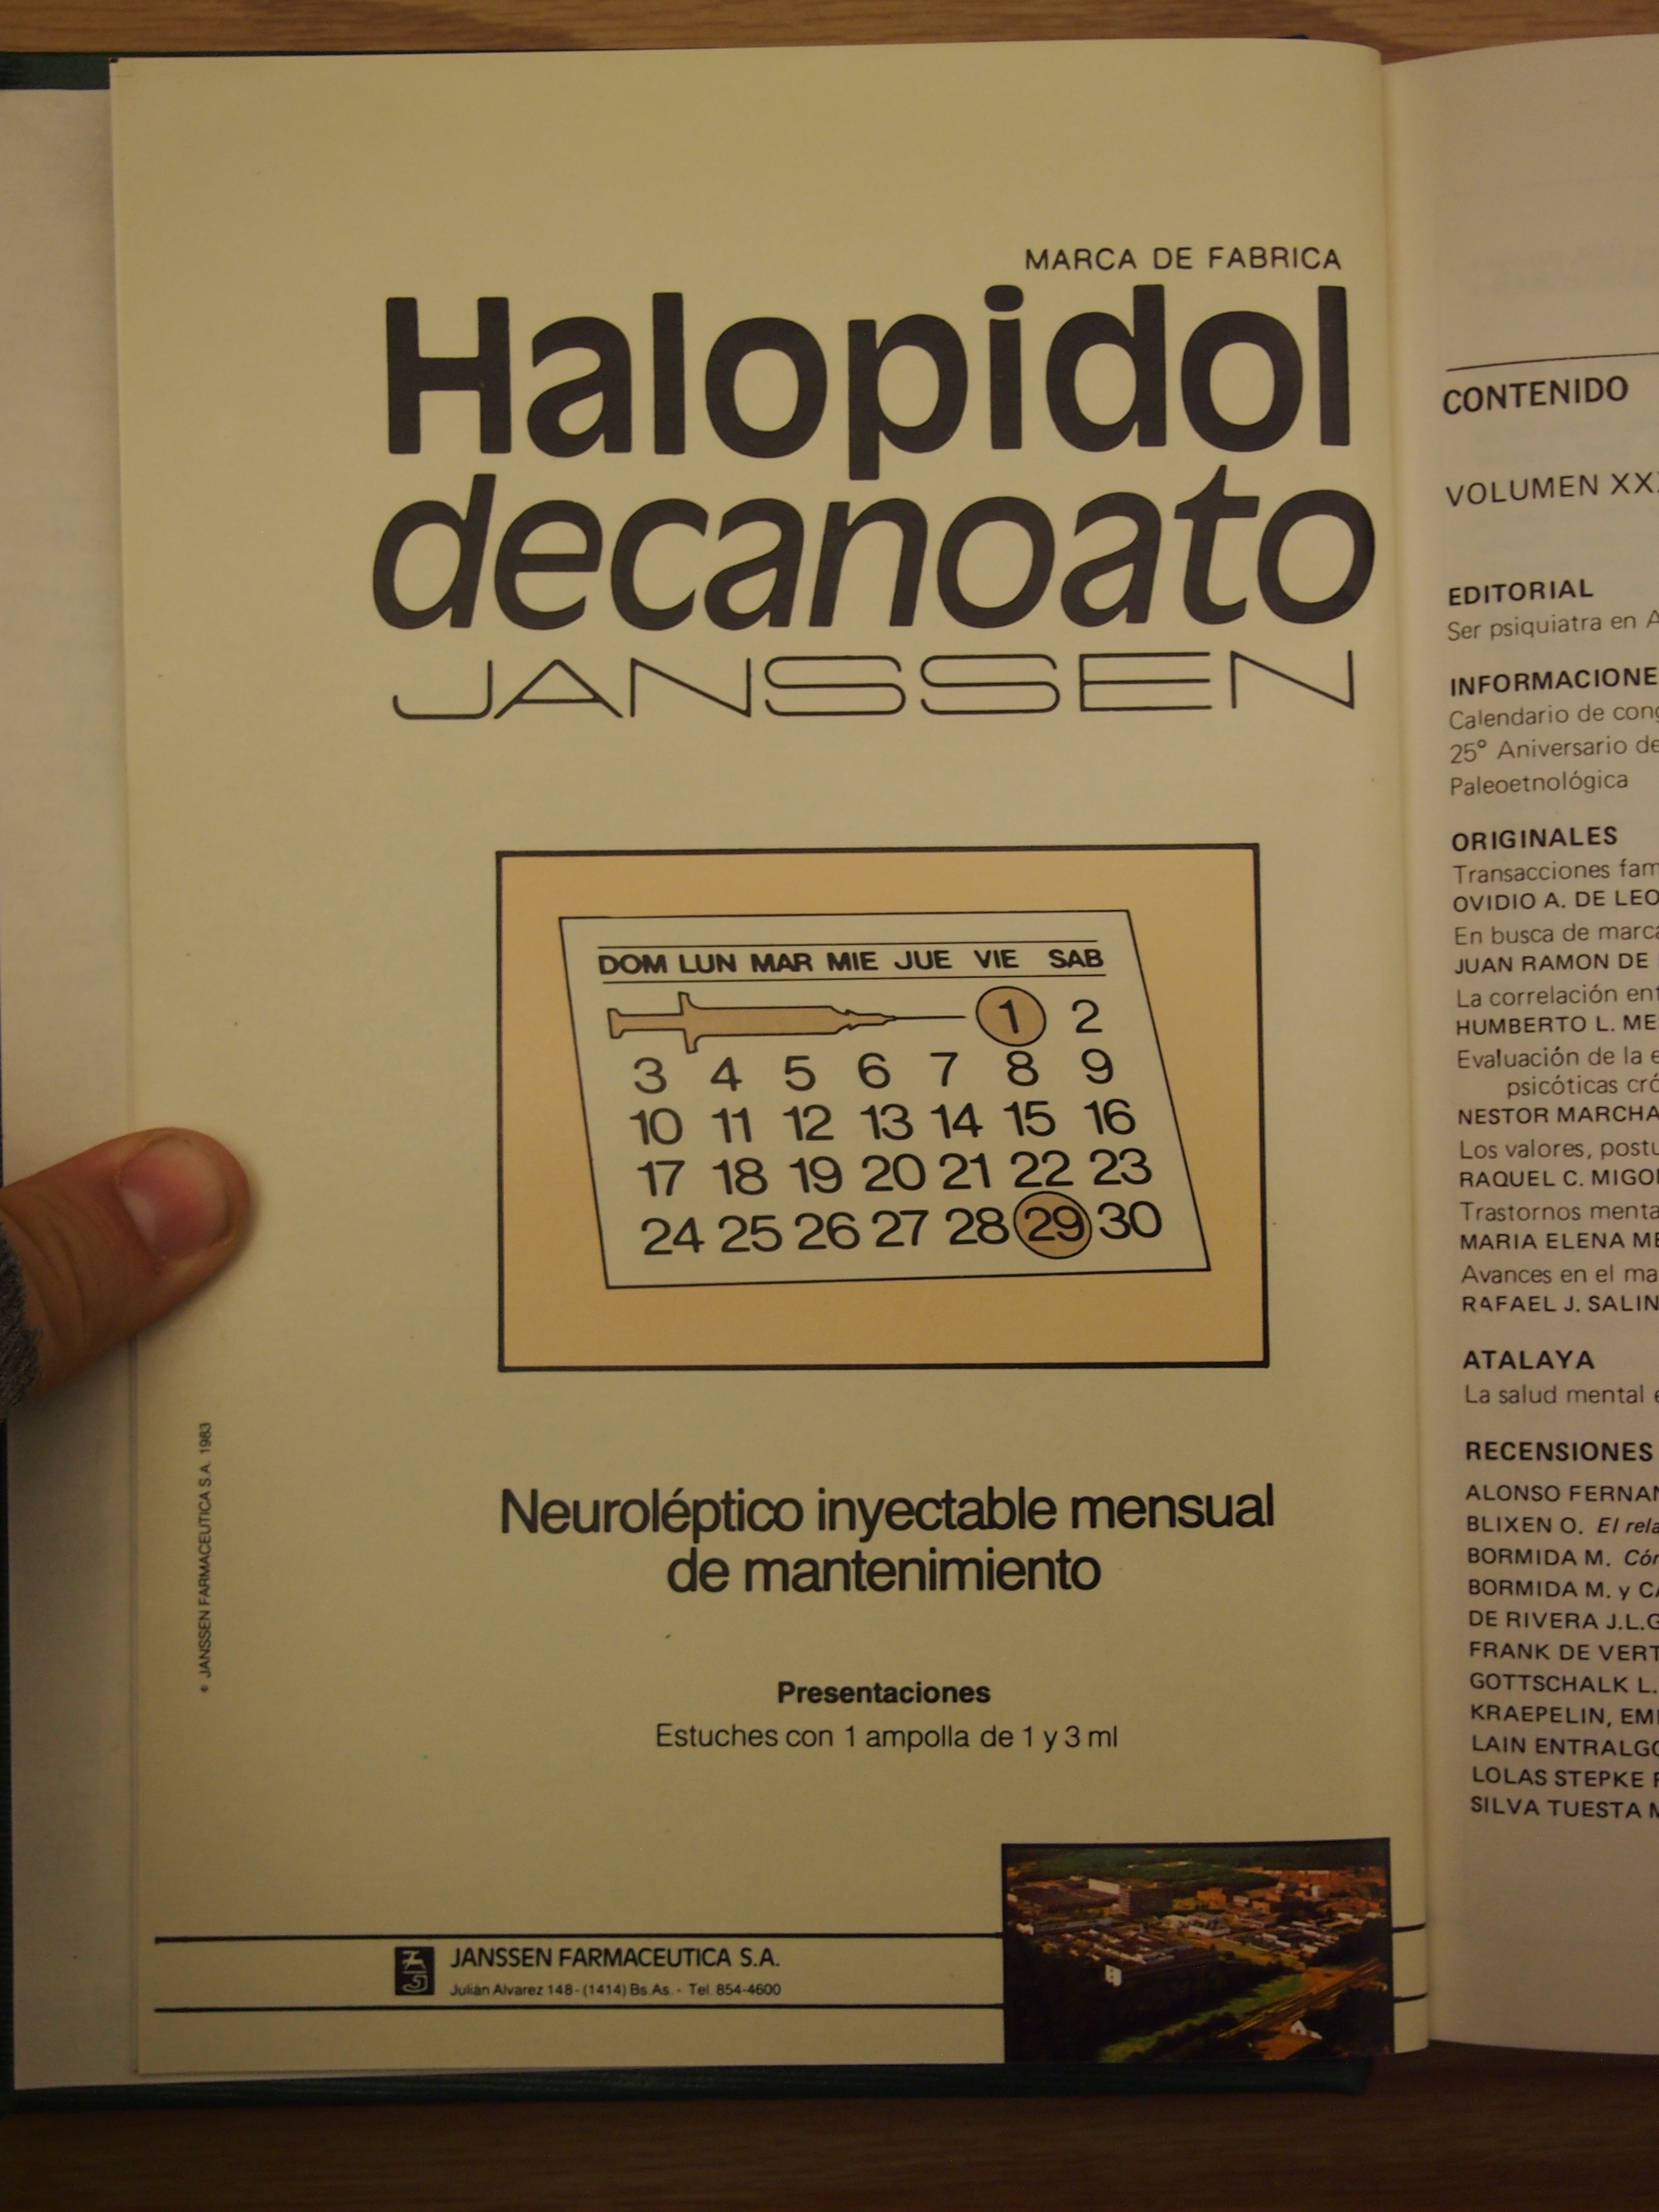 MARCA DE FABRICA
Halopidol
decanoato
JANSSEN
DOM LUN MAR MIE JUE VIE SAB
1 2
3 4 5 6 7 8 9
10 11 12 13 14 15 16
17 18 19 20 21 22 23
24 25 26 27 28 29 30
Neuroléptico inyectable mensual
de mantenimiento
Presentaciones
Estuches con 1 ampolla de 1 y 3 ml
© JANSSEN FARMACEUTICA S.A. 1983
JANSSEN FARMACEUTICA S.A.
Julián Alvarez 148 - (1414) Bs. As. - Tel. 854-4600
CONTENIDO
VOLUMEN
EDITORIAL
Ser psiquiatra en
INFORMACIONE
Calendario de
25º Aniversario
Paleoetnológica
ORIGINALES
Transacciones
OVIDIO A. DE
En busca de
JUAN RAMON DE
La correlación
HUMBERTO L.
Evaluación de la
psicóticas
NESTOR
Los valores,
RAQUEL C.
Trastornos
MARIA ELENA
Avances en el
RAFAEL J.
ATALAYA
La salud mental
RECENSIONES
ALONSO
BLIXEN O. El
BORMIDA M.
BORMIDA M. y
DE RIVERA
FRANK DE
GOTTSCHALK L.
KRAEPELIN,
LAIN
LOLAS STEPKE
SILVA TUESTA